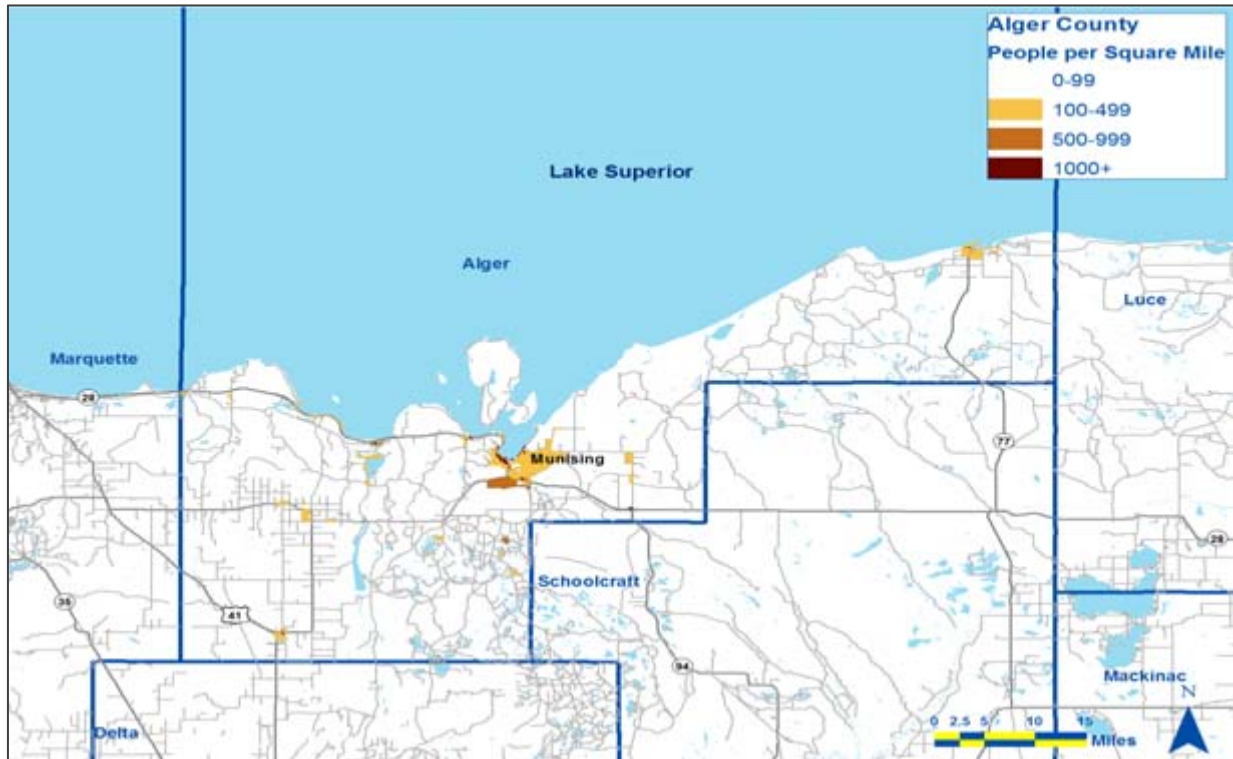 Alger County
People per Square Mile
0-99
100-499
500-999
1000+
Lake Superior
Alger
Luce
Marquette
28
77
Munising
28
Schoolcraft
35
41
94
Mackinac
Delta
N
0 2.5 5 10 15
Miles